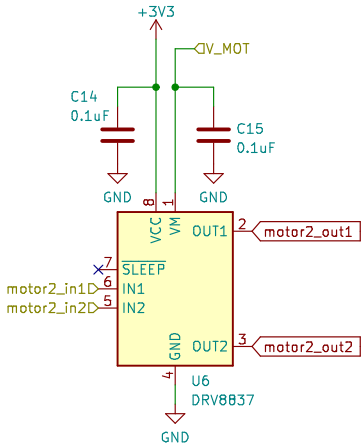 +3V3
V_MOT
C14
0.1uF
C15
0.1uF
GND
GND
8
1
VCC
VM
OUT1
2
motor2_out1
7
SLEEP
motor2_in1
6
IN1
motor2_in2
5
IN2
OUT2
3
motor2_out2
GND
4
U6
DRV8837
GND